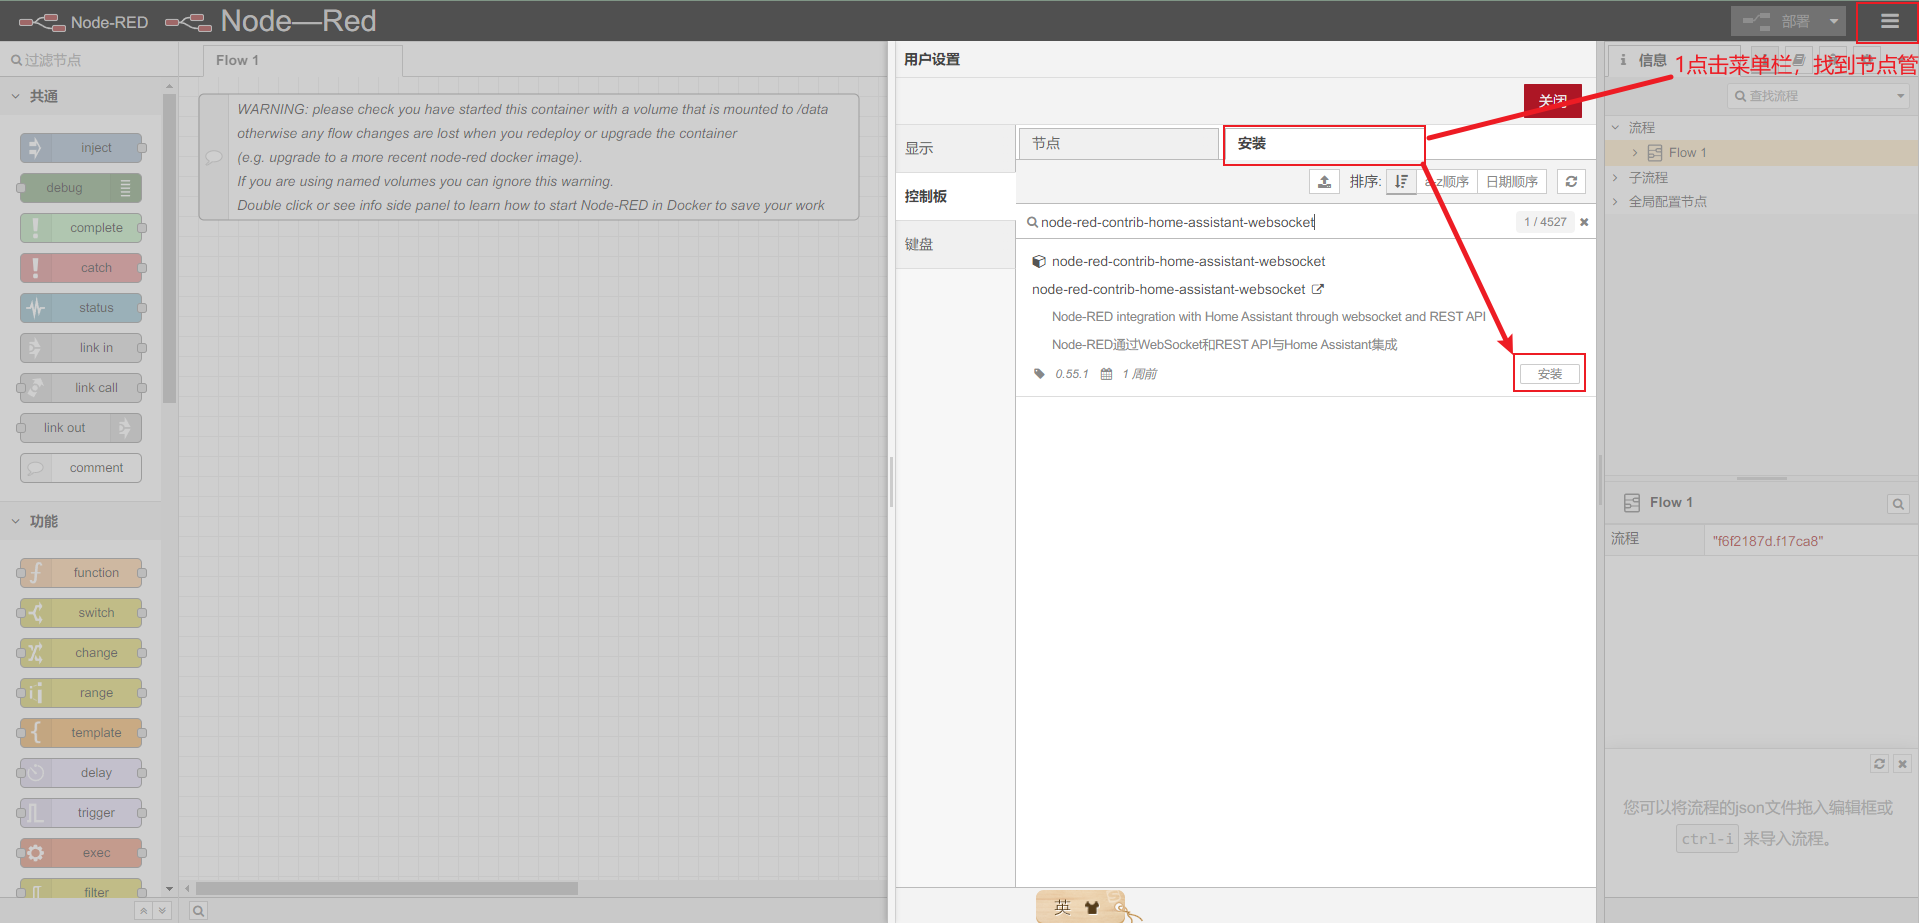 Node-RED
Node—Red
部署
过滤节点
共通
inject
debug
complete
catch
status
link in
link call
link out
comment
功能
function
switch
change
range
template
delay
trigger
exec
filter
Flow 1
WARNING: please check you have started this container with a volume that is mounted to /data
otherwise any flow changes are lost when you redeploy or upgrade the container
(e.g. upgrade to a more recent node-red docker image).
If you are using named volumes you can ignore this warning.
Double click or see info side panel to learn how to start Node-RED in Docker to save your work
用户设置
关闭
显示
控制板
键盘
节点
安装
排序:
a-z顺序
日期顺序
node-red-contrib-home-assistant-websocket
1 / 4527
node-red-contrib-home-assistant-websocket
node-red-contrib-home-assistant-websocket
Node-RED integration with Home Assistant through websocket and REST API
Node-RED通过WebSocket和REST API与Home Assistant集成
0.55.1
1 周前
安装
英
信息
1点击菜单栏，找到节点管
查找流程
流程
Flow 1
子流程
全局配置节点
Flow 1
流程
"f6f2187d.f17ca8"
您可以将流程的json文件拖入编辑框或
ctrl-i 来导入流程。